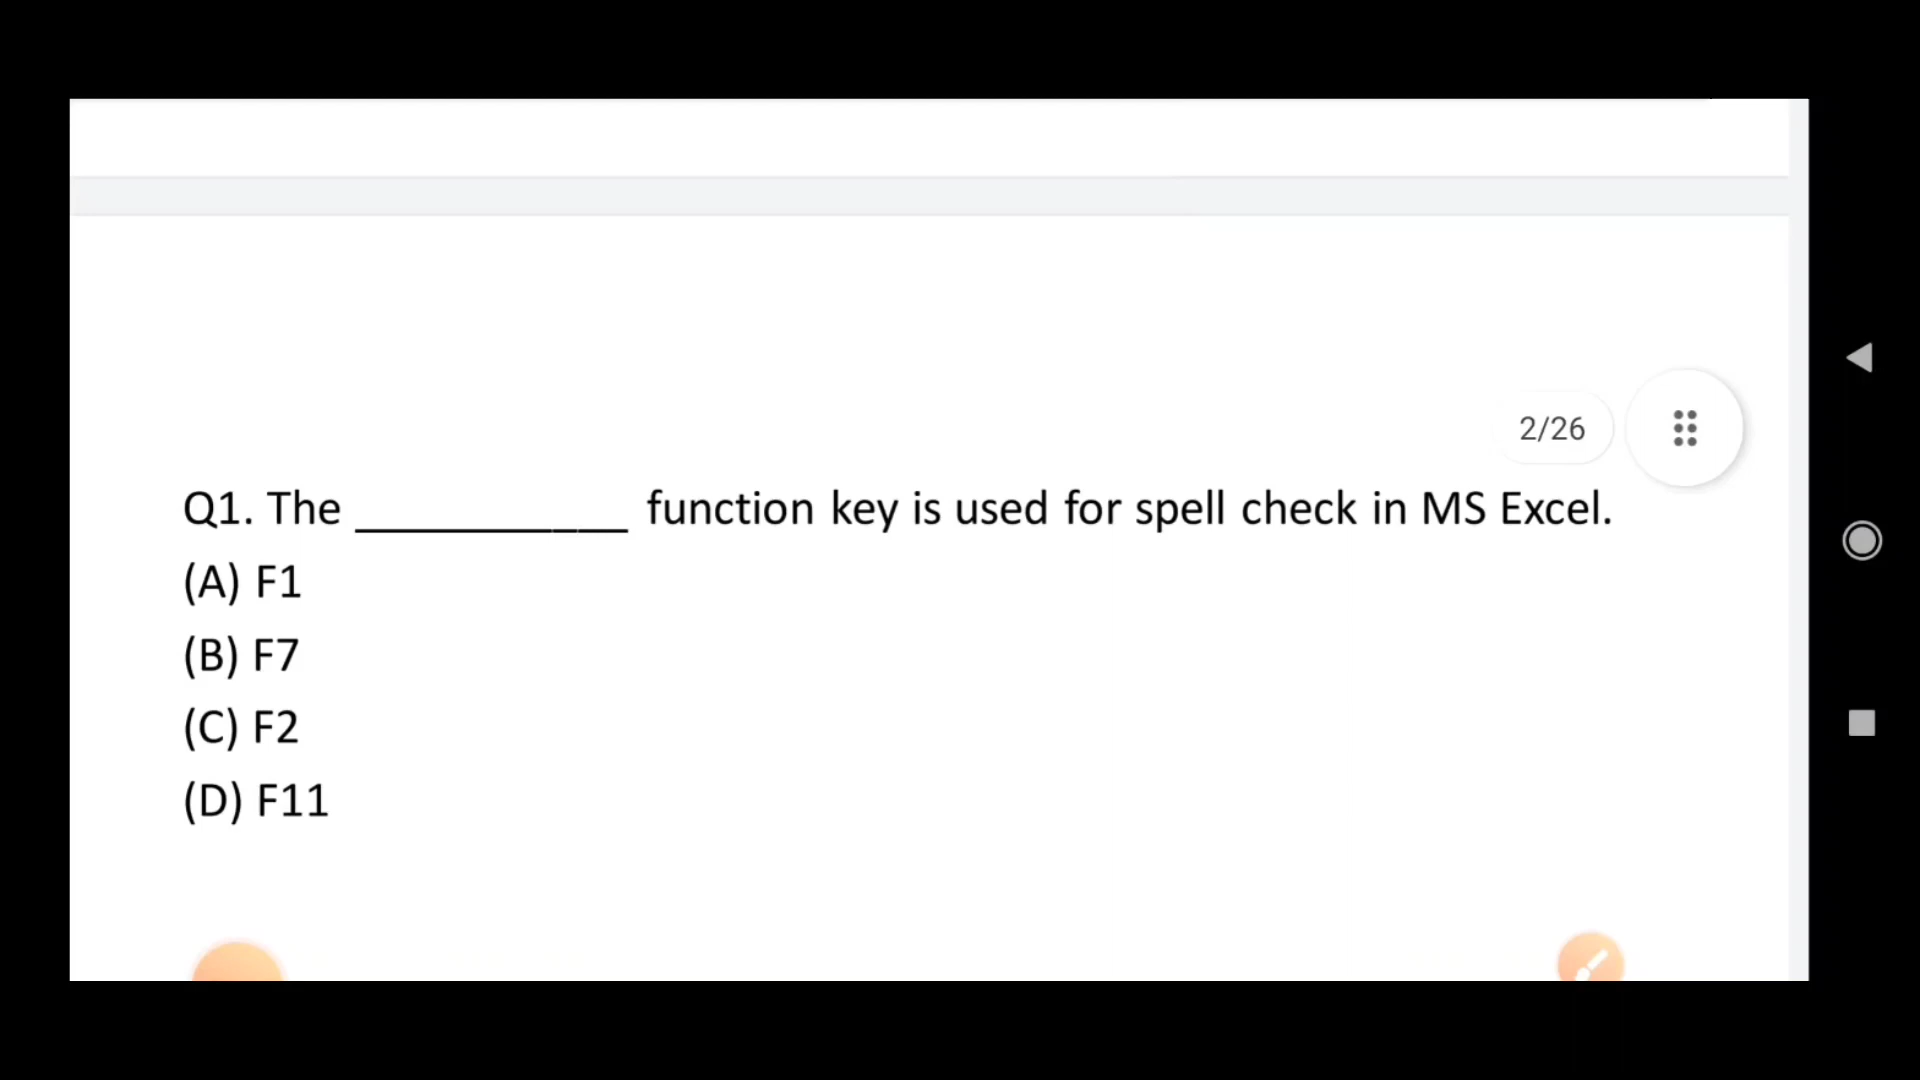 2/26
Q1. The ___________ function key is used for spell check in MS Excel.
(A) F1
(B) F7
(C) F2
(D) F11